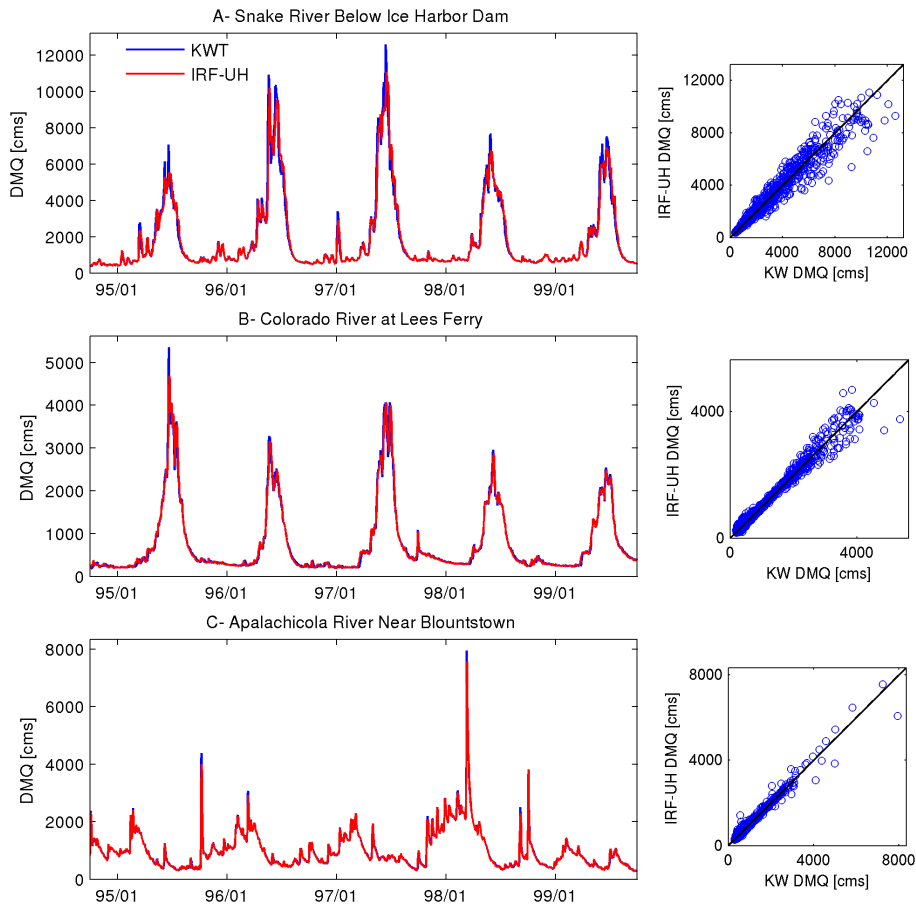 A- Snake River Below Ice Harbor Dam
KWT
IRF-UH
DMQ [cms]
12000
10000
8000
6000
4000
2000
0
95/01 96/01 97/01 98/01 99/01
IRF-UH DMQ [cms]
12000
8000
4000
0
0 4000 8000 12000
KW DMQ [cms]
B- Colorado River at Lees Ferry
DMQ [cms]
5000
4000
3000
2000
1000
0
95/01 96/01 97/01 98/01 99/01
IRF-UH DMQ [cms]
4000
0
0 4000
KW DMQ [cms]
C- Apalachicola River Near Blountstown
DMQ [cms]
8000
6000
4000
2000
0
95/01 96/01 97/01 98/01 99/01
IRF-UH DMQ [cms]
8000
4000
0
0 4000 8000
KW DMQ [cms]